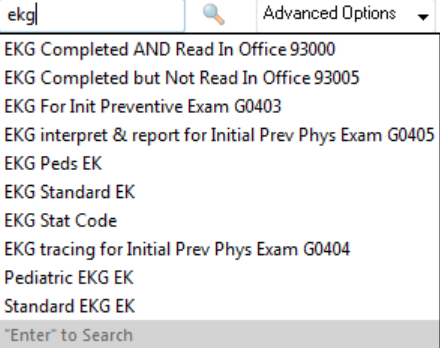 ekg Advanced Options
EKG Completed AND Read In Office 93000
EKG Completed but Not Read In Office 93005
EKG For Init Preventive Exam G0403
EKG interpret & report for Initial Prev Phys Exam G0405
EKG Peds EK
EKG Standard EK
EKG Stat Code
EKG tracing for Initial Prev Phys Exam G0404
Pediatric EKG EK
Standard EKG EK
"Enter" to Search